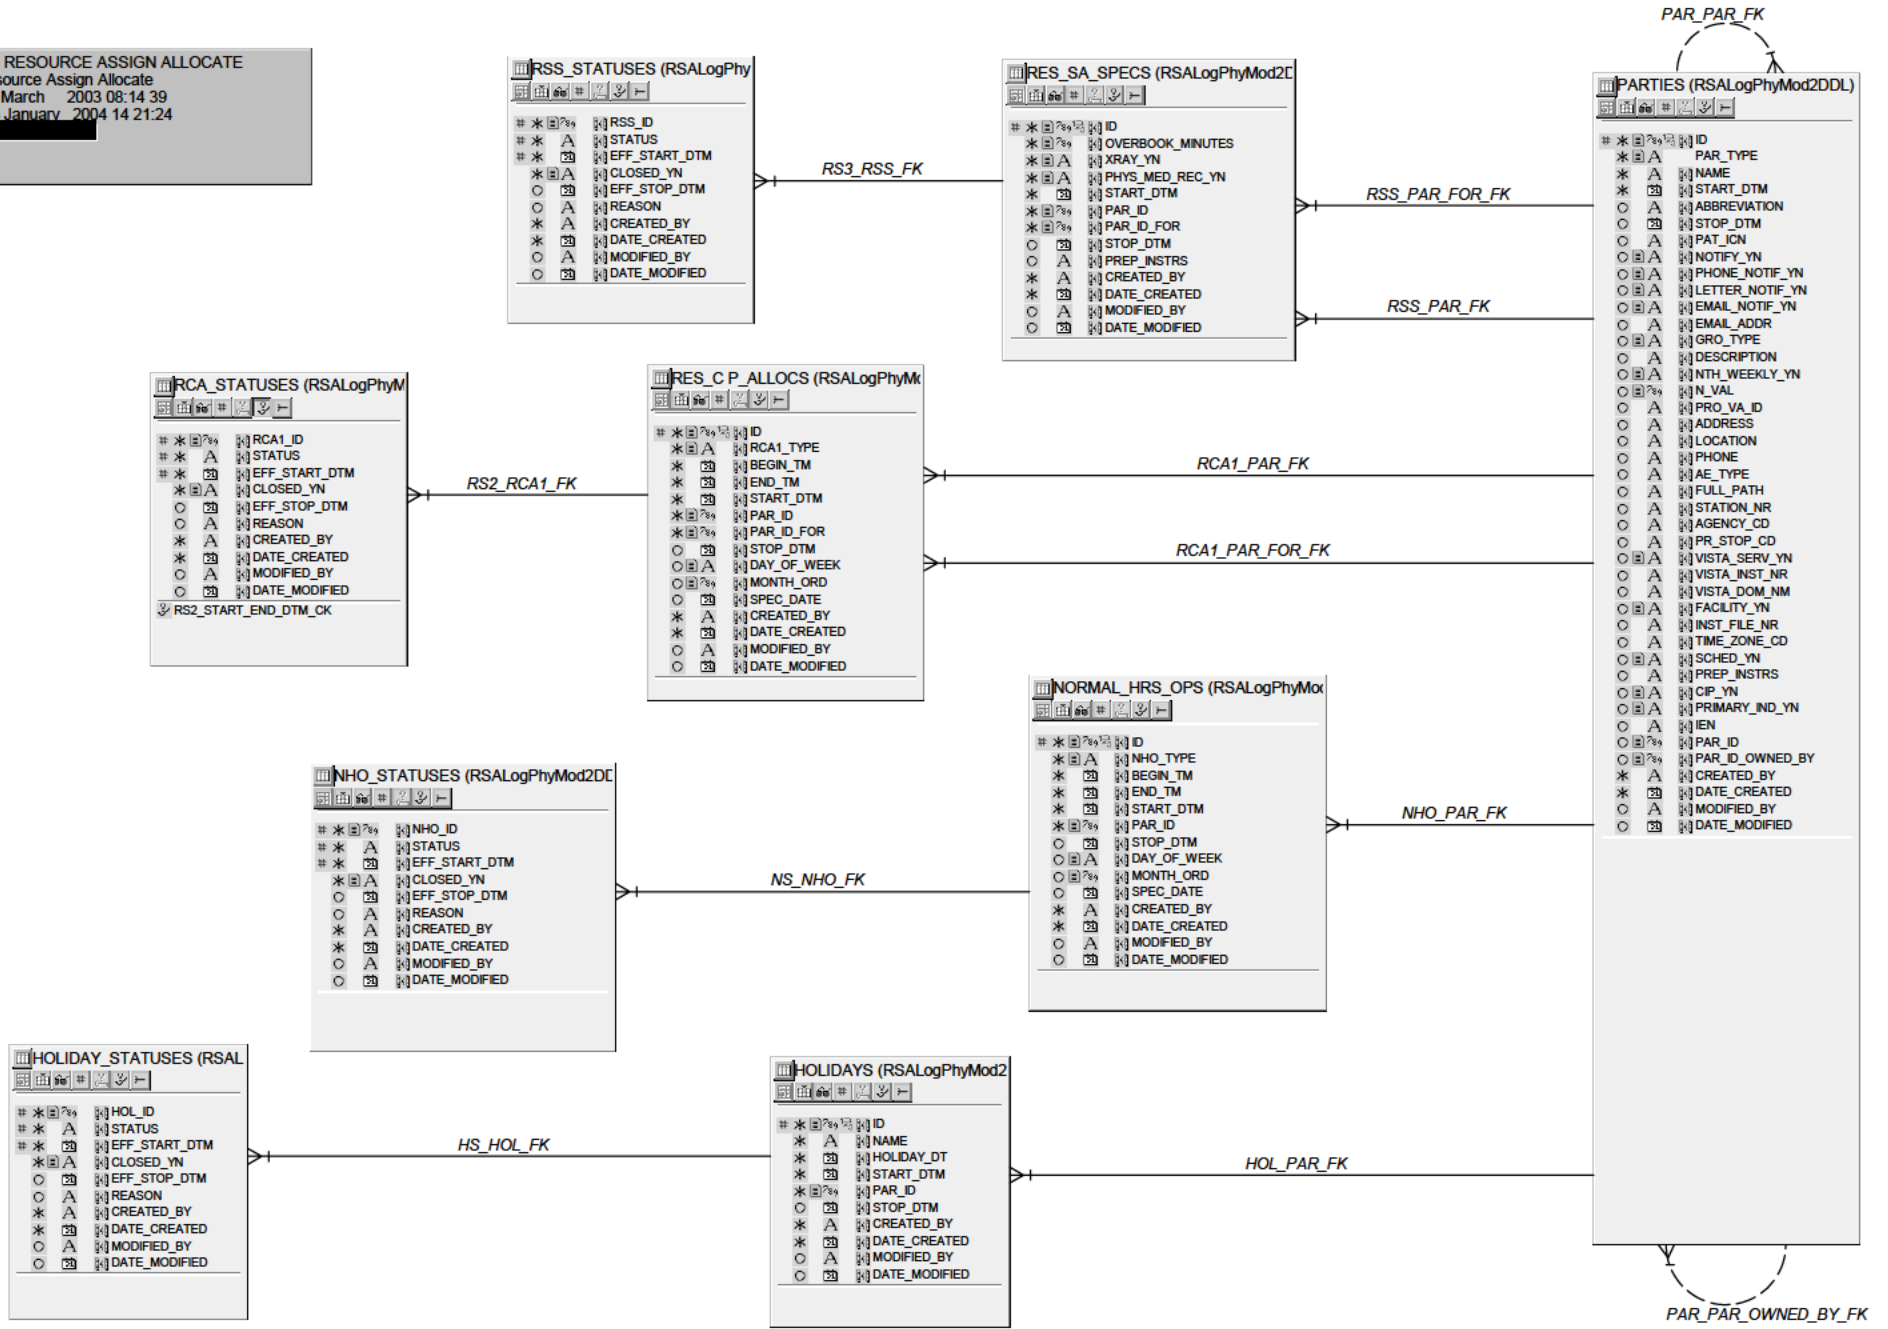 PAR_PAR_FK
RESOURCE ASSIGN ALLOCATE
source Assign Allocate
March 2003 08:14 39
January 2004 14 21:24
RSS_STATUSES (RSALogPhy
RSS_ID
STATUS
EFF_START_DTM
CLOSED_YN
EFF_STOP_DTM
REASON
CREATED_BY
DATE_CREATED
MODIFIED_BY
DATE_MODIFIED
RS3_RSS_FK
RES_SA_SPECS (RSALogPhyMod2D
ID
OVERBOOK_MINUTES
XRAY_YN
PHYS_MED_REC_YN
START_DTM
PAR_ID
PAR_ID_FOR
STOP_DTM
PREP_INSTRS
CREATED_BY
DATE_CREATED
MODIFIED_BY
DATE_MODIFIED
RSS_PAR_FOR_FK
RSS_PAR_FK
PARTIES (RSALogPhyMod2DDL)
ID
PAR_TYPE
NAME
START_DTM
ABBREVIATION
STOP_DTM
PAT_ICN
NOTIFY_YN
PHONE_NOTIF_YN
LETTER_NOTIF_YN
EMAIL_NOTIF_YN
EMAIL_ADDR
GRO_TYPE
DESCRIPTION
NTH_WEEKLY_YN
N_VAL
PRO_VA_ID
ADDRESS
LOCATION
PHONE
AE_TYPE
FULL_PATH
STATION_NR
AGENCY_CD
PR_STOP_CD
VISTA_SERV_YN
VISTA_INST_NR
VISTA_DOM_NM
FACILITY_YN
INST_FILE_NR
TIME_ZONE_CD
SCHED_YN
PREP_INSTRS
CIP_YN
PRIMARY_IND_YN
IEN
PAR_ID
PAR_ID_OWNED_BY
CREATED_BY
DATE_CREATED
MODIFIED_BY
DATE_MODIFIED
RCA_STATUSES (RSALogPhyM
RCA1_ID
STATUS
EFF_START_DTM
CLOSED_YN
EFF_STOP_DTM
REASON
CREATED_BY
DATE_CREATED
MODIFIED_BY
DATE_MODIFIED
RS2_START_END_DTM_CK
RS2_RCA1_FK
RES_C P_ALLOCS (RSALogPhyMo
ID
RCA1_TYPE
BEGIN_TM
END_TM
START_DTM
PAR_ID
PAR_ID_FOR
STOP_DTM
DAY_OF_WEEK
MONTH_ORD
SPEC_DATE
CREATED_BY
DATE_CREATED
MODIFIED_BY
DATE_MODIFIED
RCA1_PAR_FK
RCA1_PAR_FOR_FK
NORMAL_HRS_OPS (RSALogPhyMod
ID
NHO_TYPE
BEGIN_TM
END_TM
START_DTM
PAR_ID
STOP_DTM
DAY_OF_WEEK
MONTH_ORD
SPEC_DATE
CREATED_BY
DATE_CREATED
MODIFIED_BY
DATE_MODIFIED
NHO_PAR_FK
NHO_STATUSES (RSALogPhyMod2DD
NHO_ID
STATUS
EFF_START_DTM
CLOSED_YN
EFF_STOP_DTM
REASON
CREATED_BY
DATE_CREATED
MODIFIED_BY
DATE_MODIFIED
NS_NHO_FK
HOLIDAY_STATUSES (RSAL
HOL_ID
STATUS
EFF_START_DTM
CLOSED_YN
EFF_STOP_DTM
REASON
CREATED_BY
DATE_CREATED
MODIFIED_BY
DATE_MODIFIED
HS_HOL_FK
HOLIDAYS (RSALogPhyMod2
ID
NAME
HOLIDAY_DT
START_DTM
PAR_ID
STOP_DTM
CREATED_BY
DATE_CREATED
MODIFIED_BY
DATE_MODIFIED
HOL_PAR_FK
PAR_PAR_OWNED_BY_FK